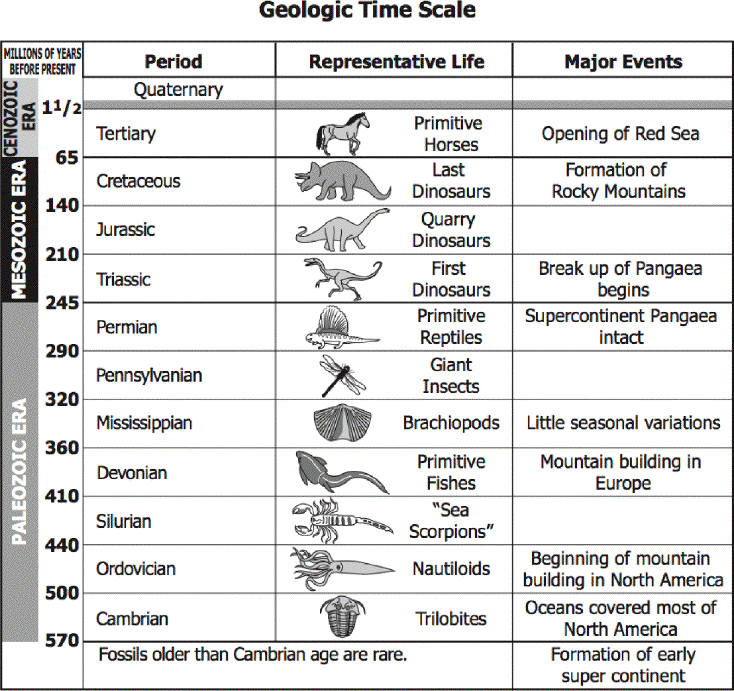 Geologic Time Scale
MILLIONS OF YEARS
BEFORE PRESENT
Period
Representative Life
Major Events
CENOZOIC
ERA
Quaternary
1 1/2
Tertiary
Primitive
Horses
Opening of Red Sea
65
MESOZOIC ERA
Cretaceous
Last
Dinosaurs
Formation of
Rocky Mountains
140
Jurassic
Quarry
Dinosaurs
210
Triassic
First
Dinosaurs
Break up of Pangaea
begins
245
PALEOZOIC ERA
Permian
Primitive
Reptiles
Supercontinent Pangaea
intact
290
Pennsylvanian
Giant
Insects
320
Mississippian
Brachiopods
Little seasonal variations
360
Devonian
Primitive
Fishes
Mountain building in
Europe
410
Silurian
“Sea
Scorpions”
440
Ordovician
Nautiloids
Beginning of mountain
building in North America
500
Cambrian
Trilobites
Oceans covered most of
North America
570
Fossils older than Cambrian age are rare.
Formation of early
super continent